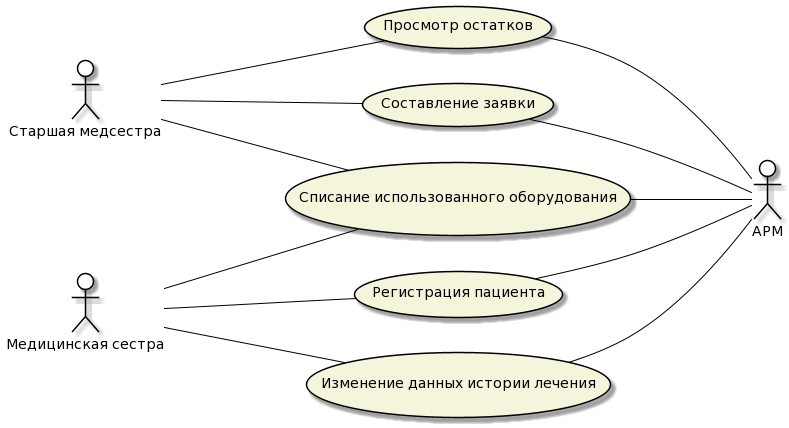 Просмотр остатков
Составление заявки
Старшая медсестра
Списание использованного оборудования
АРМ
Регистрация пациента
Медицинская сестра
Изменение данных истории лечения